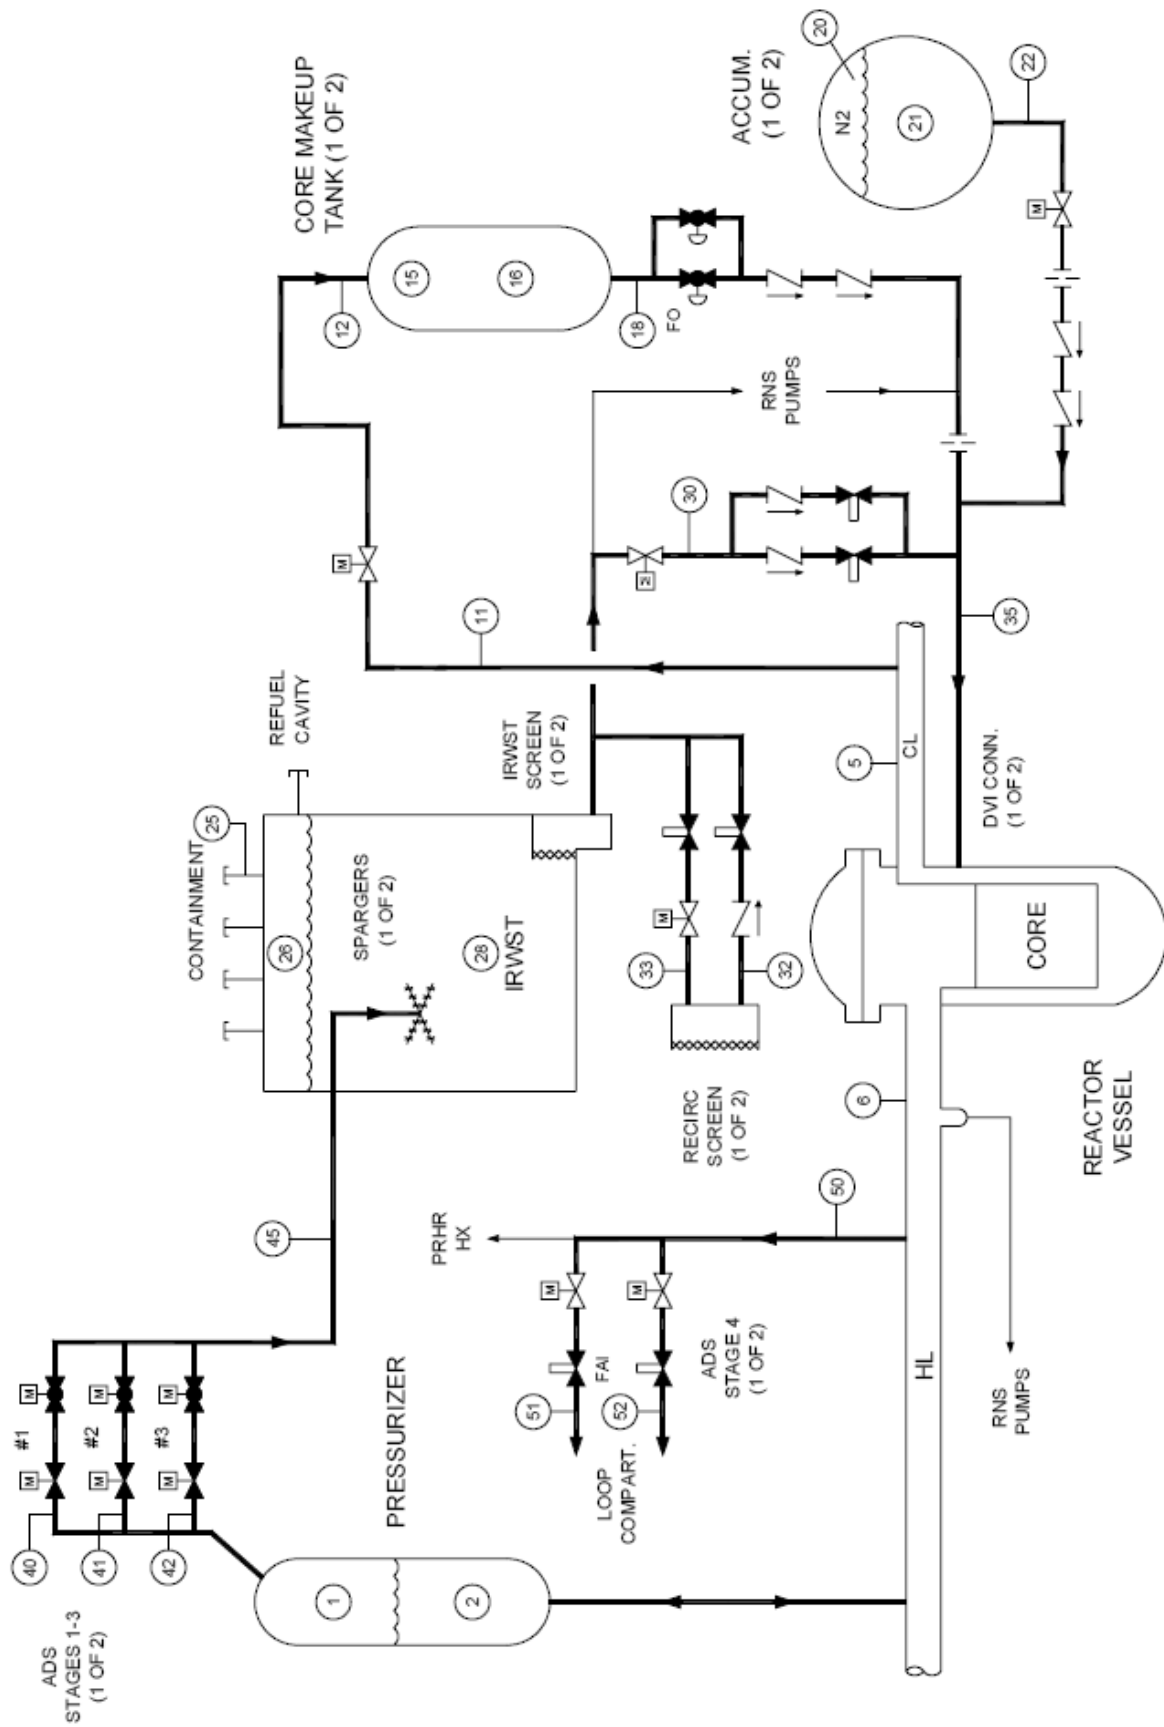 ADS
STAGES 1-3
(1 OF 2)
40
M
#1
M
41
M
#2
M
42
M
#3
M
PRESSURIZER
1
2
45
CONTAINMENT
25
REFUEL
CAVITY
26
SPARGERS
(1 OF 2)
28
IRWST
IRWST
SCREEN
(1 OF 2)
11
M
CORE MAKEUP
TANK (1 OF 2)
12
15
16
18
FO
PRHR
HX
M
51
FAI
LOOP
COMPART.
M
52
ADS
STAGE 4
(1 OF 2)
50
RECIRC
SCREEN
(1 OF 2)
33
M
32
M
30
RNS
PUMPS
ACCUM.
(1 OF 2)
20
N2
21
22
M
HL
6
5
CL
35
DVI CONN.
(1 OF 2)
CORE
RNS
PUMPS
REACTOR
VESSEL